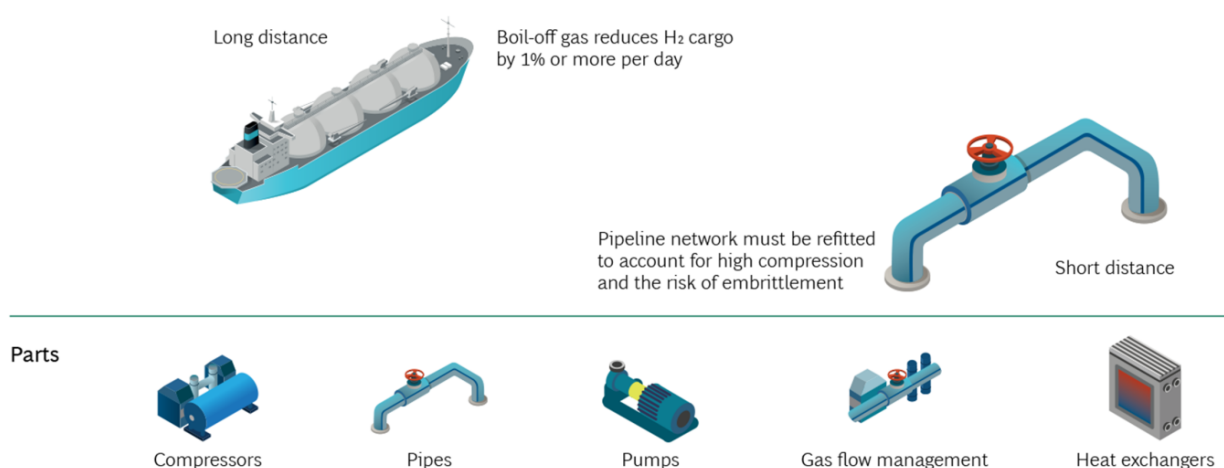 Long distance
Boil-off gas reduces H₂ cargo
by 1% or more per day
Pipeline network must be refitted
to account for high compression
and the risk of embrittlement
Short distance
Parts
Compressors
Pipes
Pumps
Gas flow management
Heat exchangers